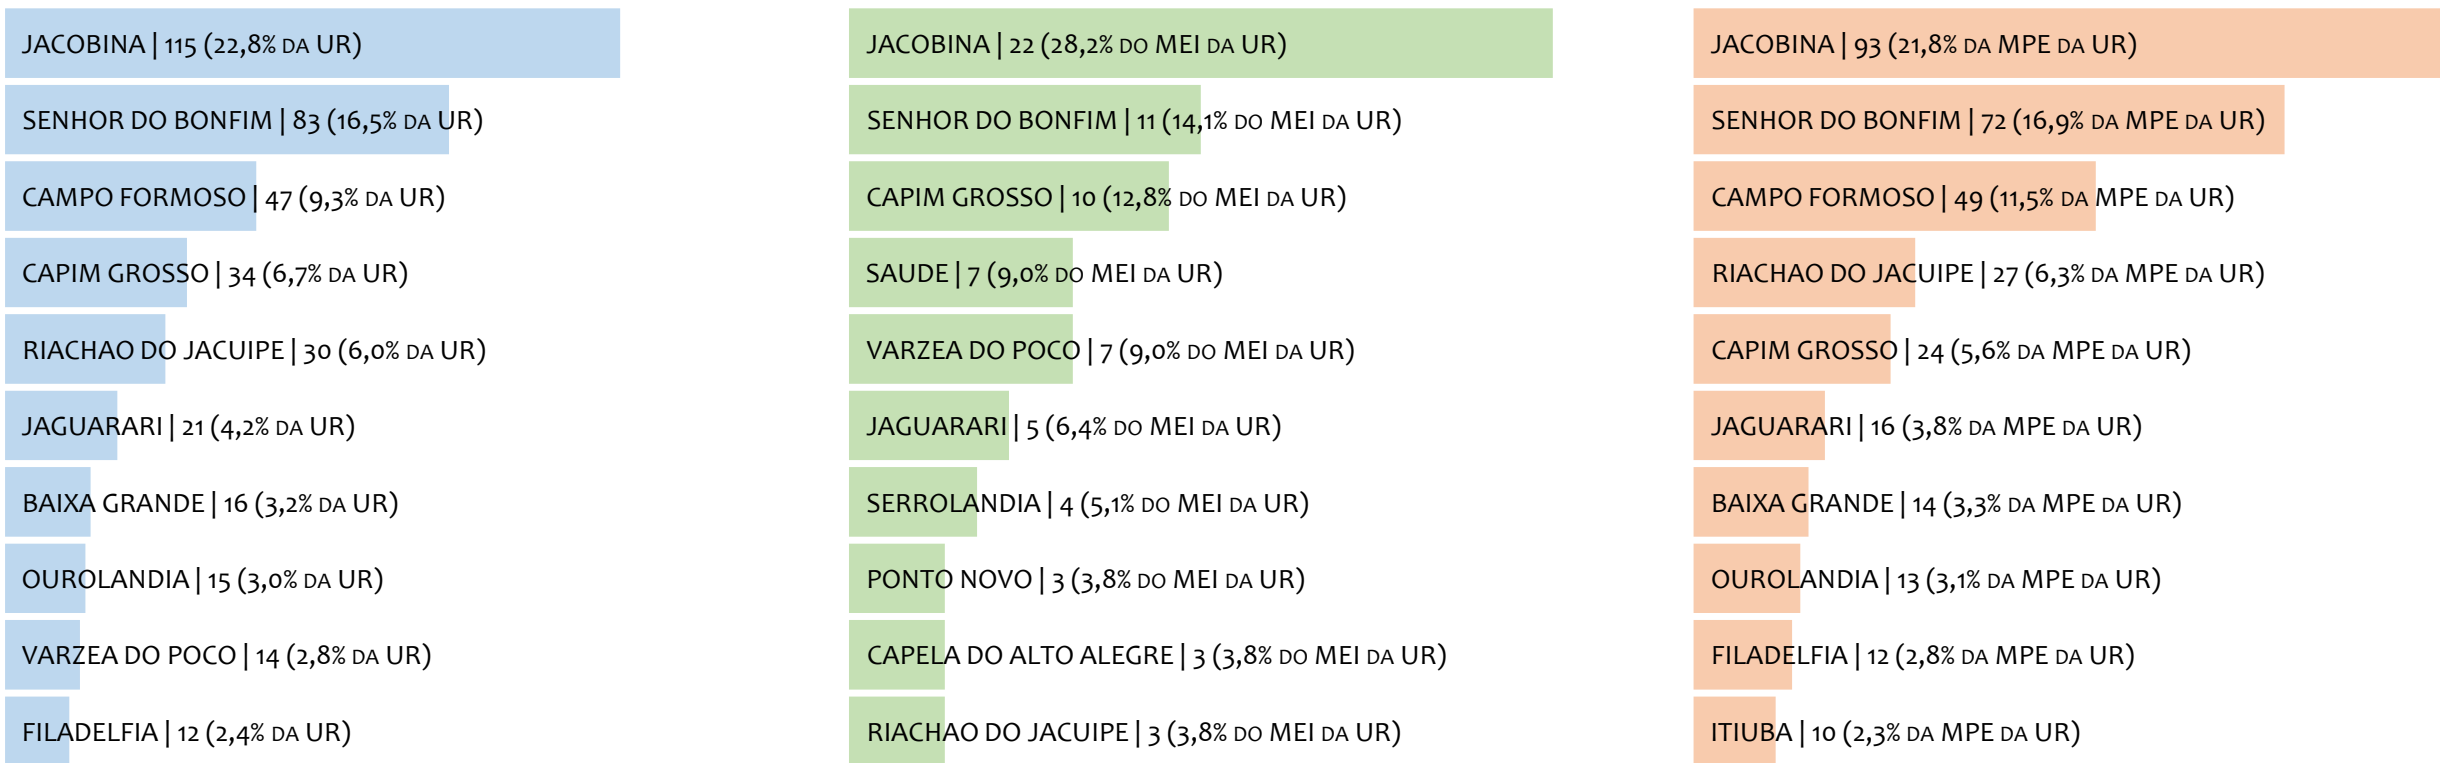 JACOBINA | 115 (22,8% DA UR)
SENHOR DO BONFIM | 83 (16,5% DA UR)
CAMPO FORMOSO | 47 (9,3% DA UR)
CAPIM GROSSO | 34 (6,7% DA UR)
RIACHAO DO JACUIPE | 30 (6,0% DA UR)
JAGUARARI | 21 (4,2% DA UR)
BAIXA GRANDE | 16 (3,2% DA UR)
OUROLANDIA | 15 (3,0% DA UR)
VARZEA DO POCO | 14 (2,8% DA UR)
FILADELFIA | 12 (2,4% DA UR)
JACOBINA | 22 (28,2% DO MEI DA UR)
SENHOR DO BONFIM | 11 (14,1% DO MEI DA UR)
CAPIM GROSSO | 10 (12,8% DO MEI DA UR)
SAUDE | 7 (9,0% DO MEI DA UR)
VARZEA DO POCO | 7 (9,0% DO MEI DA UR)
JAGUARARI | 5 (6,4% DO MEI DA UR)
SERROLANDIA | 4 (5,1% DO MEI DA UR)
PONTO NOVO | 3 (3,8% DO MEI DA UR)
CAPELA DO ALTO ALEGRE | 3 (3,8% DO MEI DA UR)
RIACHAO DO JACUIPE | 3 (3,8% DO MEI DA UR)
JACOBINA | 93 (21,8% DA MPE DA UR)
SENHOR DO BONFIM | 72 (16,9% DA MPE DA UR)
CAMPO FORMOSO | 49 (11,5% DA MPE DA UR)
RIACHAO DO JACUIPE | 27 (6,3% DA MPE DA UR)
CAPIM GROSSO | 24 (5,6% DA MPE DA UR)
JAGUARARI | 16 (3,8% DA MPE DA UR)
BAIXA GRANDE | 14 (3,3% DA MPE DA UR)
OUROLANDIA | 13 (3,1% DA MPE DA UR)
FILADELFIA | 12 (2,8% DA MPE DA UR)
ITIUBA | 10 (2,3% DA MPE DA UR)